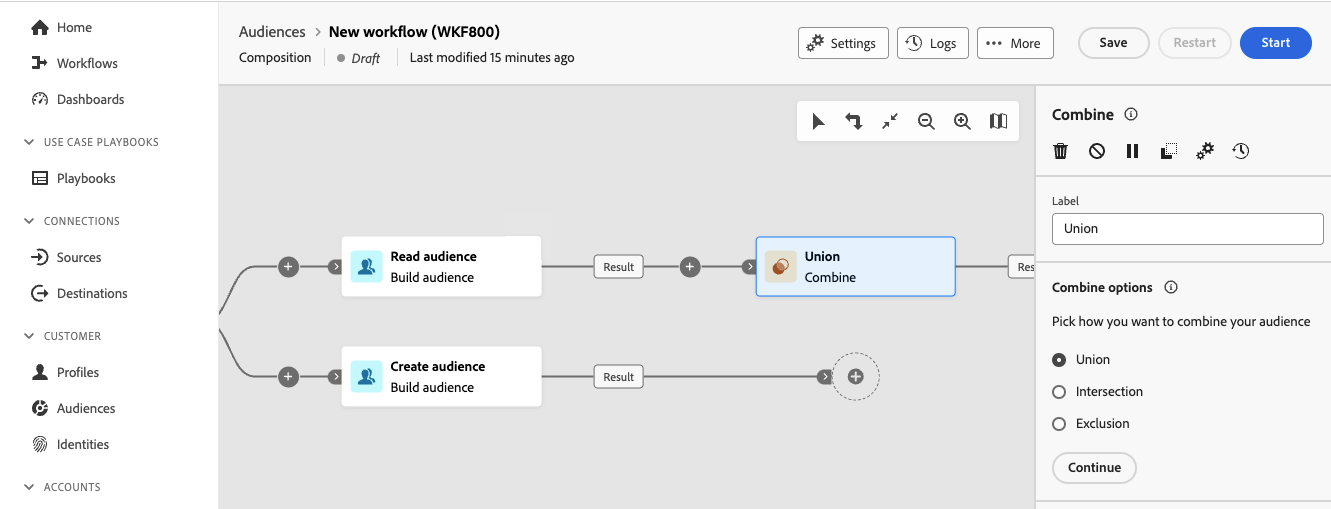 Home
Workflows
Dashboards
USE CASE PLAYBOOKS
Playbooks
CONNECTIONS
Sources
Destinations
CUSTOMER
Profiles
Audiences
Identities
ACCOUNTS
Audiences > New workflow (WKF800)
Composition Draft Last modified 15 minutes ago
Settings
Logs
More
Save
Restart
Start
Read audience
Build audience
Result
Union
Combine
Res
Create audience
Build audience
Result
Combine
Label
Union
Combine options
Pick how you want to combine your audience
Union
Intersection
Exclusion
Continue